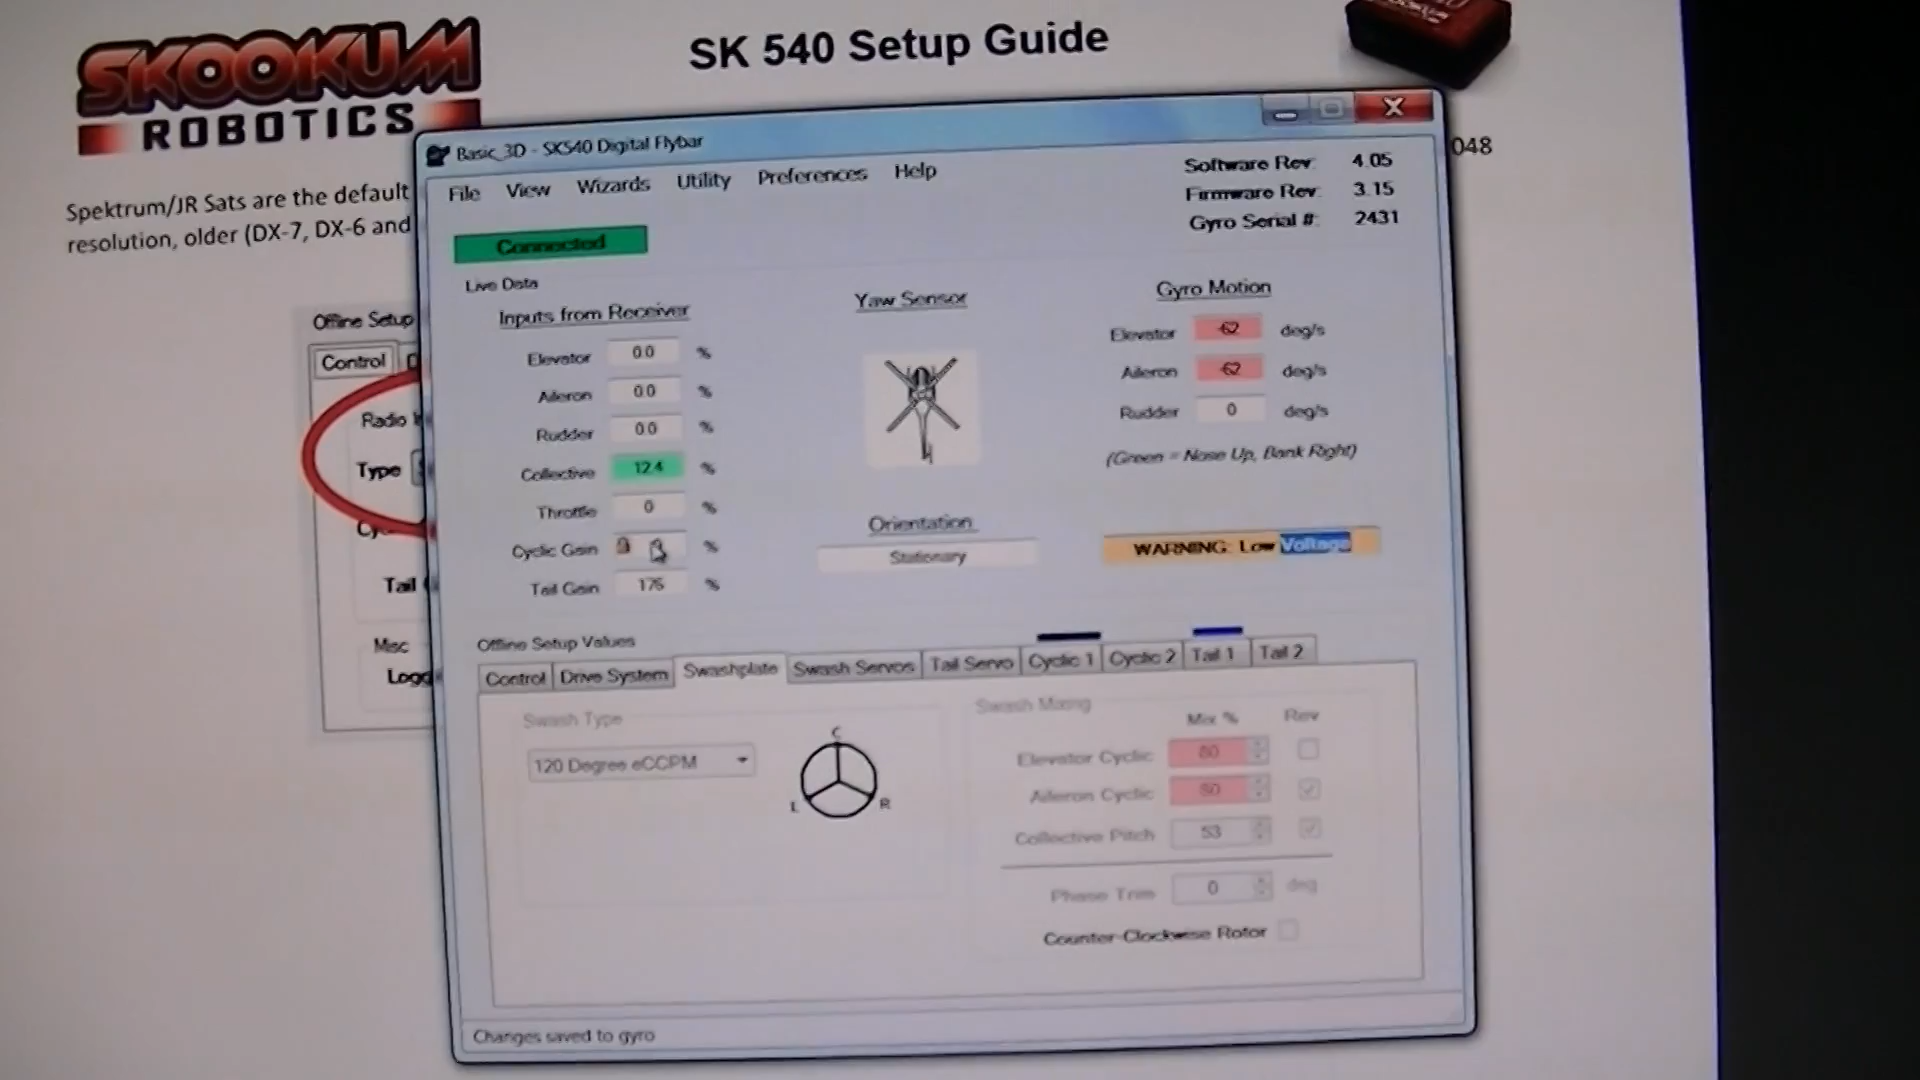 SKOOKUM
ROBOTICS
SK 540 Setup Guide
048
Spektrum/JR Sats are the default
resolution, older (DX-7, DX-6 and
Offline Setup
Control
Radio
Type
Tail
Misc
Basic_3D - SK540 Digital Flybar
File View Wizards Utility Preferences Help
Software Rev: 4.05
Firmware Rev: 3.15
Gyro Serial #: 2431
Connected
Live Data
Inputs from Receiver
Elevator 0.0 %
Aileron 0.0 %
Rudder 0.0 %
Collective 12.4 %
Throttle 0 %
Cyclic Gain %
Tail Gain 175 %
Yaw Sensor
Orientation
Stationary
Gyro Motion
Elevator -62 deg/s
Aileron -62 deg/s
Rudder 0 deg/s
(Green = Nose Up, Bank Right)
WARNING: Low Voltage
Offline Setup Values
Control Drive System Swashplate Swash Servos Tail Servo Cyclic 1 Cyclic 2 Tail 1 Tail 2
Swash Type
120 Degree eCCPM
C
L
R
Swash Mixing
Mix % Rev
Elevator Cyclic 80
Aileron Cyclic 80
Collective Pitch 53
Phase Trim 0 deg
Counter-Clockwise Rotor
Changes saved to gyro